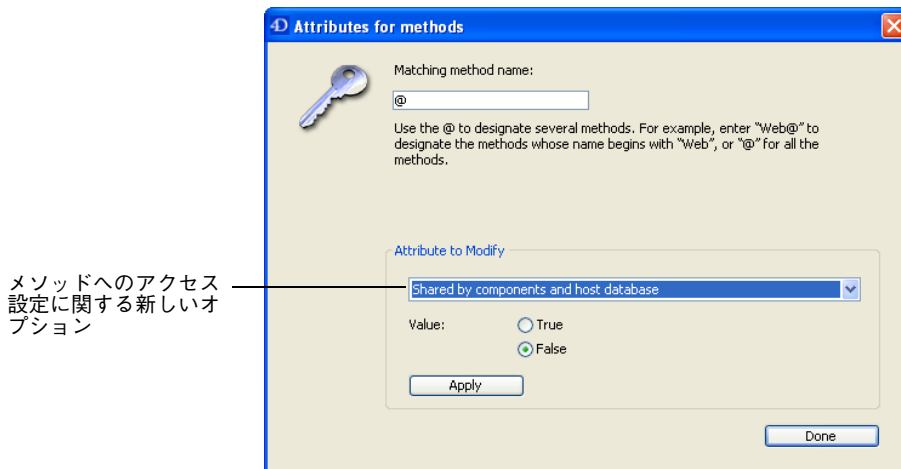 4D Attributes for methods
Matching method name:
@
Use the @ to designate several methods. For example, enter "Web@" to
designate the methods whose name begins with "Web", or "@" for all the
methods.
Attribute to Modify
メソッドへのアクセス
設定に関する新しいオ
プション
Shared by components and host database
Value:
True
False
Apply
Done